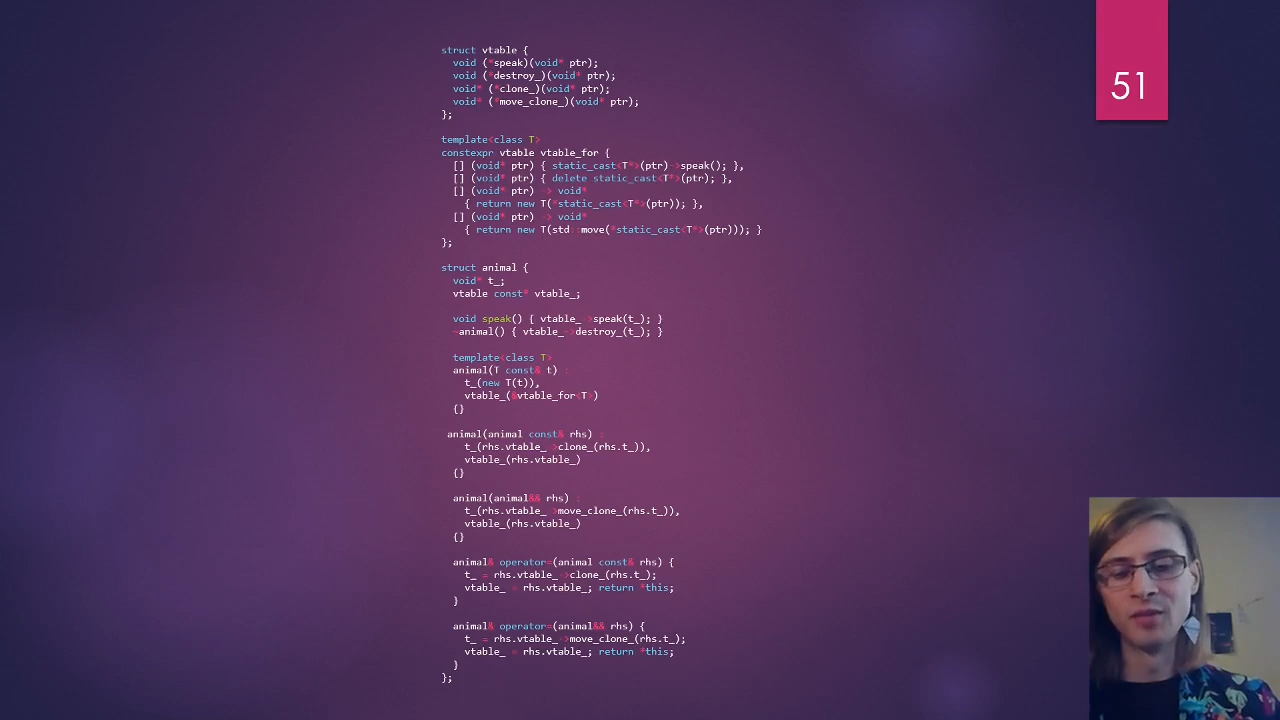 51
struct vtable {
void (*speak)(void* ptr);
void (*destroy_)(void* ptr);
void* (*clone_)(void* ptr);
void* (*move_clone_)(void* ptr);
};
template<class T>
constexpr vtable vtable_for {
[] (void* ptr) { static_cast<T*>(ptr)->speak(); },
[] (void* ptr) { delete static_cast<T*>(ptr); },
[] (void* ptr) -> void*
{ return new T(*static_cast<T*>(ptr)); },
[] (void* ptr) -> void*
{ return new T(std::move(*static_cast<T*>(ptr))); }
};
struct animal {
void* t_;
vtable const* vtable_;
void speak() { vtable_->speak(t_); }
~animal() { vtable_->destroy_(t_); }
template<class T>
animal(T const& t) :
t_(new T(t)),
vtable_(&vtable_for<T>)
{}
animal(animal const& rhs) :
t_(rhs.vtable_->clone_(rhs.t_)),
vtable_(rhs.vtable_)
{}
animal(animal&& rhs) :
t_(rhs.vtable_->move_clone_(rhs.t_)),
vtable_(rhs.vtable_)
{}
animal& operator=(animal const& rhs) {
t_ = rhs.vtable_->clone_(rhs.t_);
vtable_ = rhs.vtable_; return *this;
}
animal& operator=(animal&& rhs) {
t_ = rhs.vtable_->move_clone_(rhs.t_);
vtable_ = rhs.vtable_; return *this;
}
};